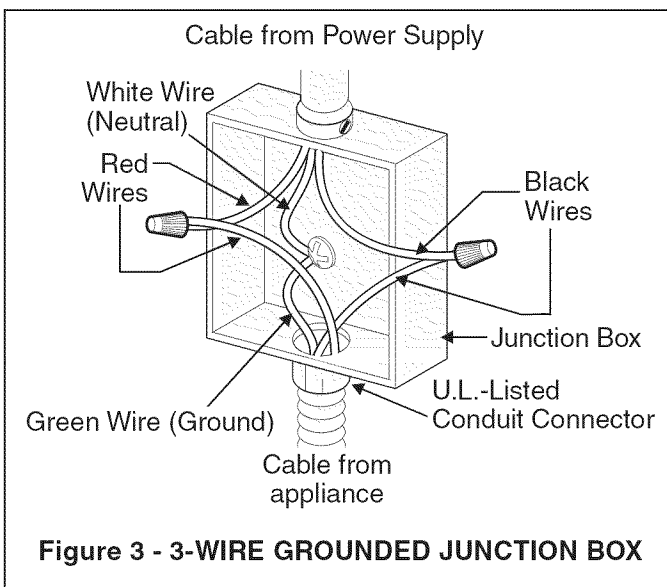 Cable from Power Supply
White Wire
(Neutral)
Red
Wires
Black
Wires
Junction Box
U.L.-Listed
Conduit Connector
Green Wire (Ground)
Cable from
appliance
Figure 3 - 3-WIRE GROUNDED JUNCTION BOX